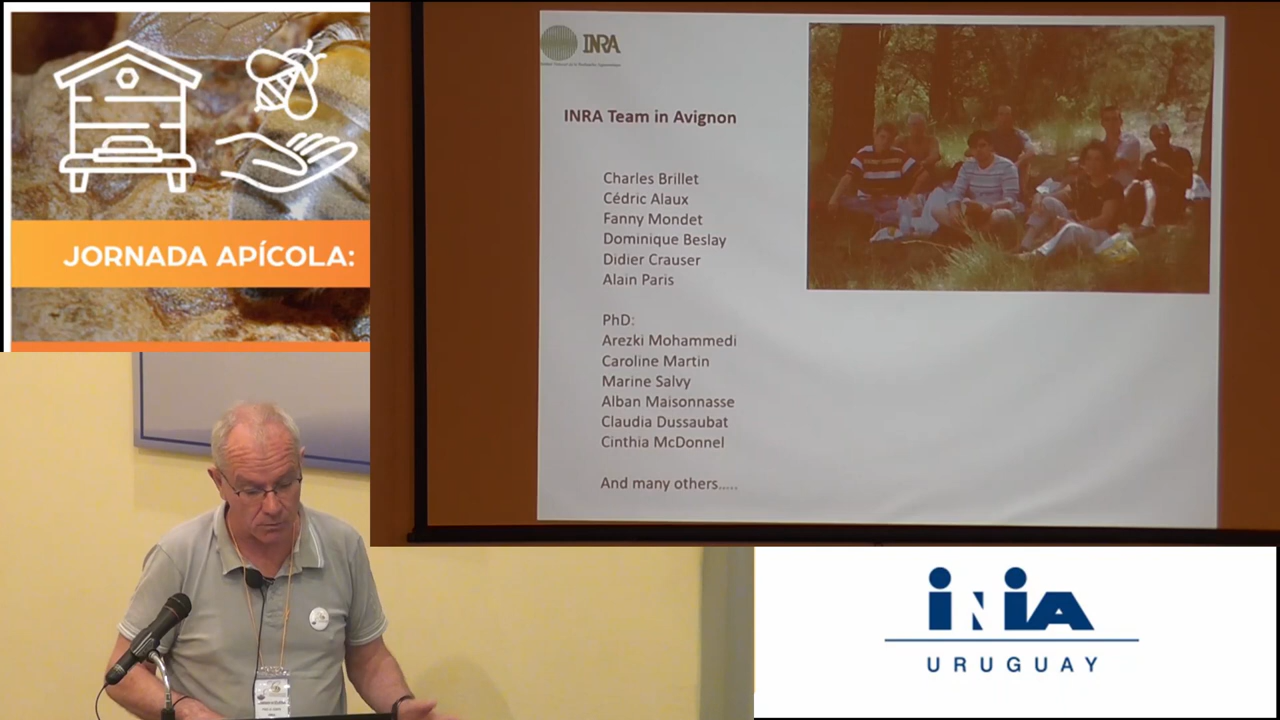 JORNADA APÍCOLA:
INRA
INRA Team in Avignon
Charles Brillet
Cédric Alaux
Fanny Mondet
Dominique Beslay
Didier Crauser
Alain Paris
PhD:
Arezki Mohammedi
Caroline Martin
Marine Salvy
Alban Maisonnasse
Claudia Dussaubat
Cinthia McDonnel
And many others.....
INIA
URUGUAY